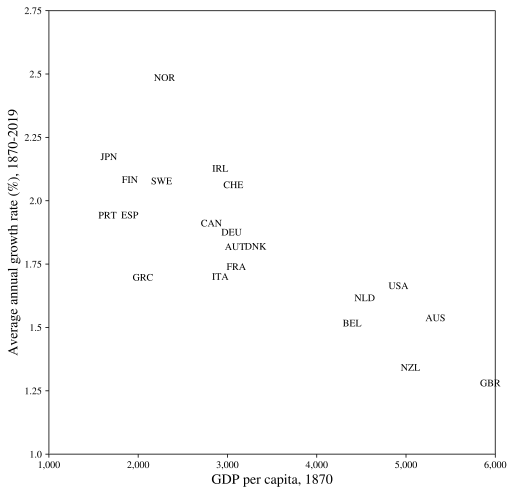 2.75
2.5
2.25
2.0
1.75
1.5
1.25
1.0
Average annual growth rate (%), 1870-2019
NOR
JPN
IRL
FIN
SWE
CHE
PRT
ESP
CAN
DEU
AUT
DNK
FRA
GRC
ITA
USA
NLD
AUS
BEL
NZL
GBR
1,000
2,000
3,000
4,000
5,000
6,000
GDP per capita, 1870